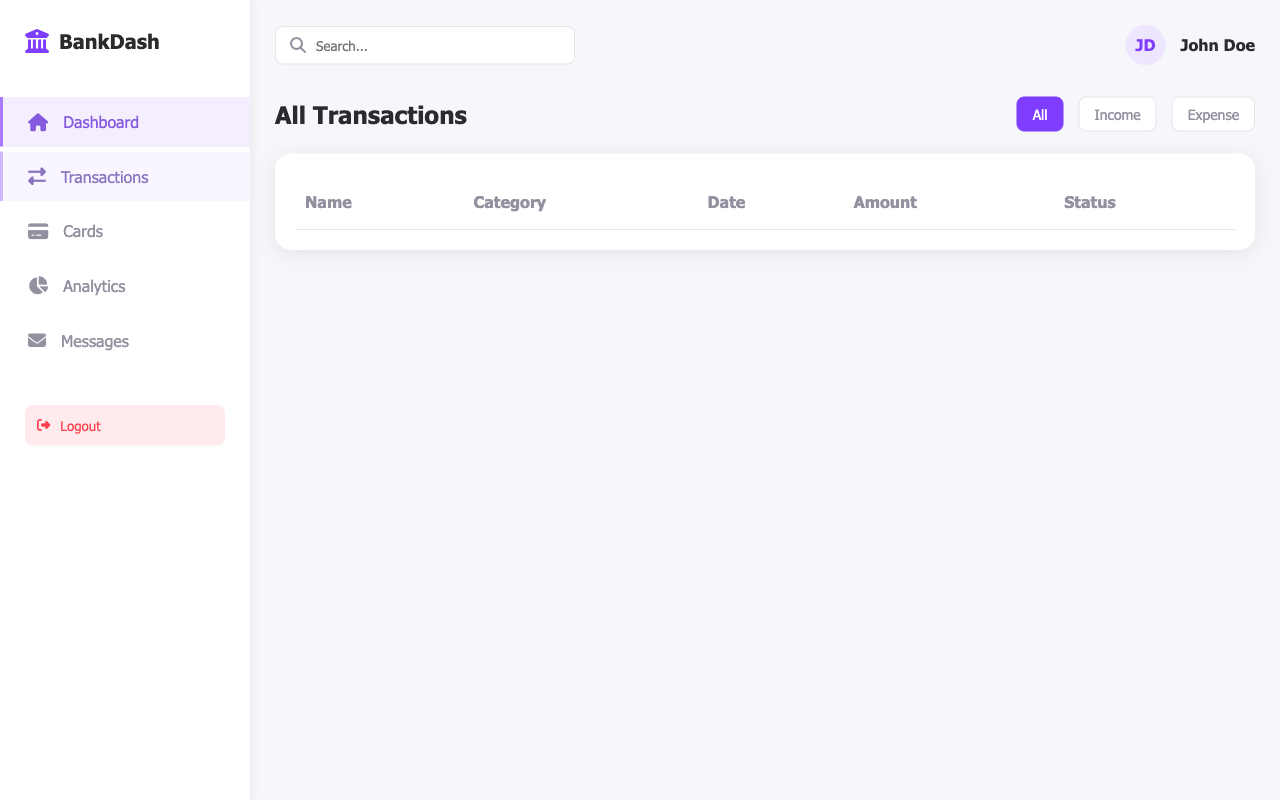 BankDash
Search...
JD John Doe
Dashboard
Transactions
Cards
Analytics
Messages
Logout
All Transactions
All Income Expense
Name Category Date Amount Status